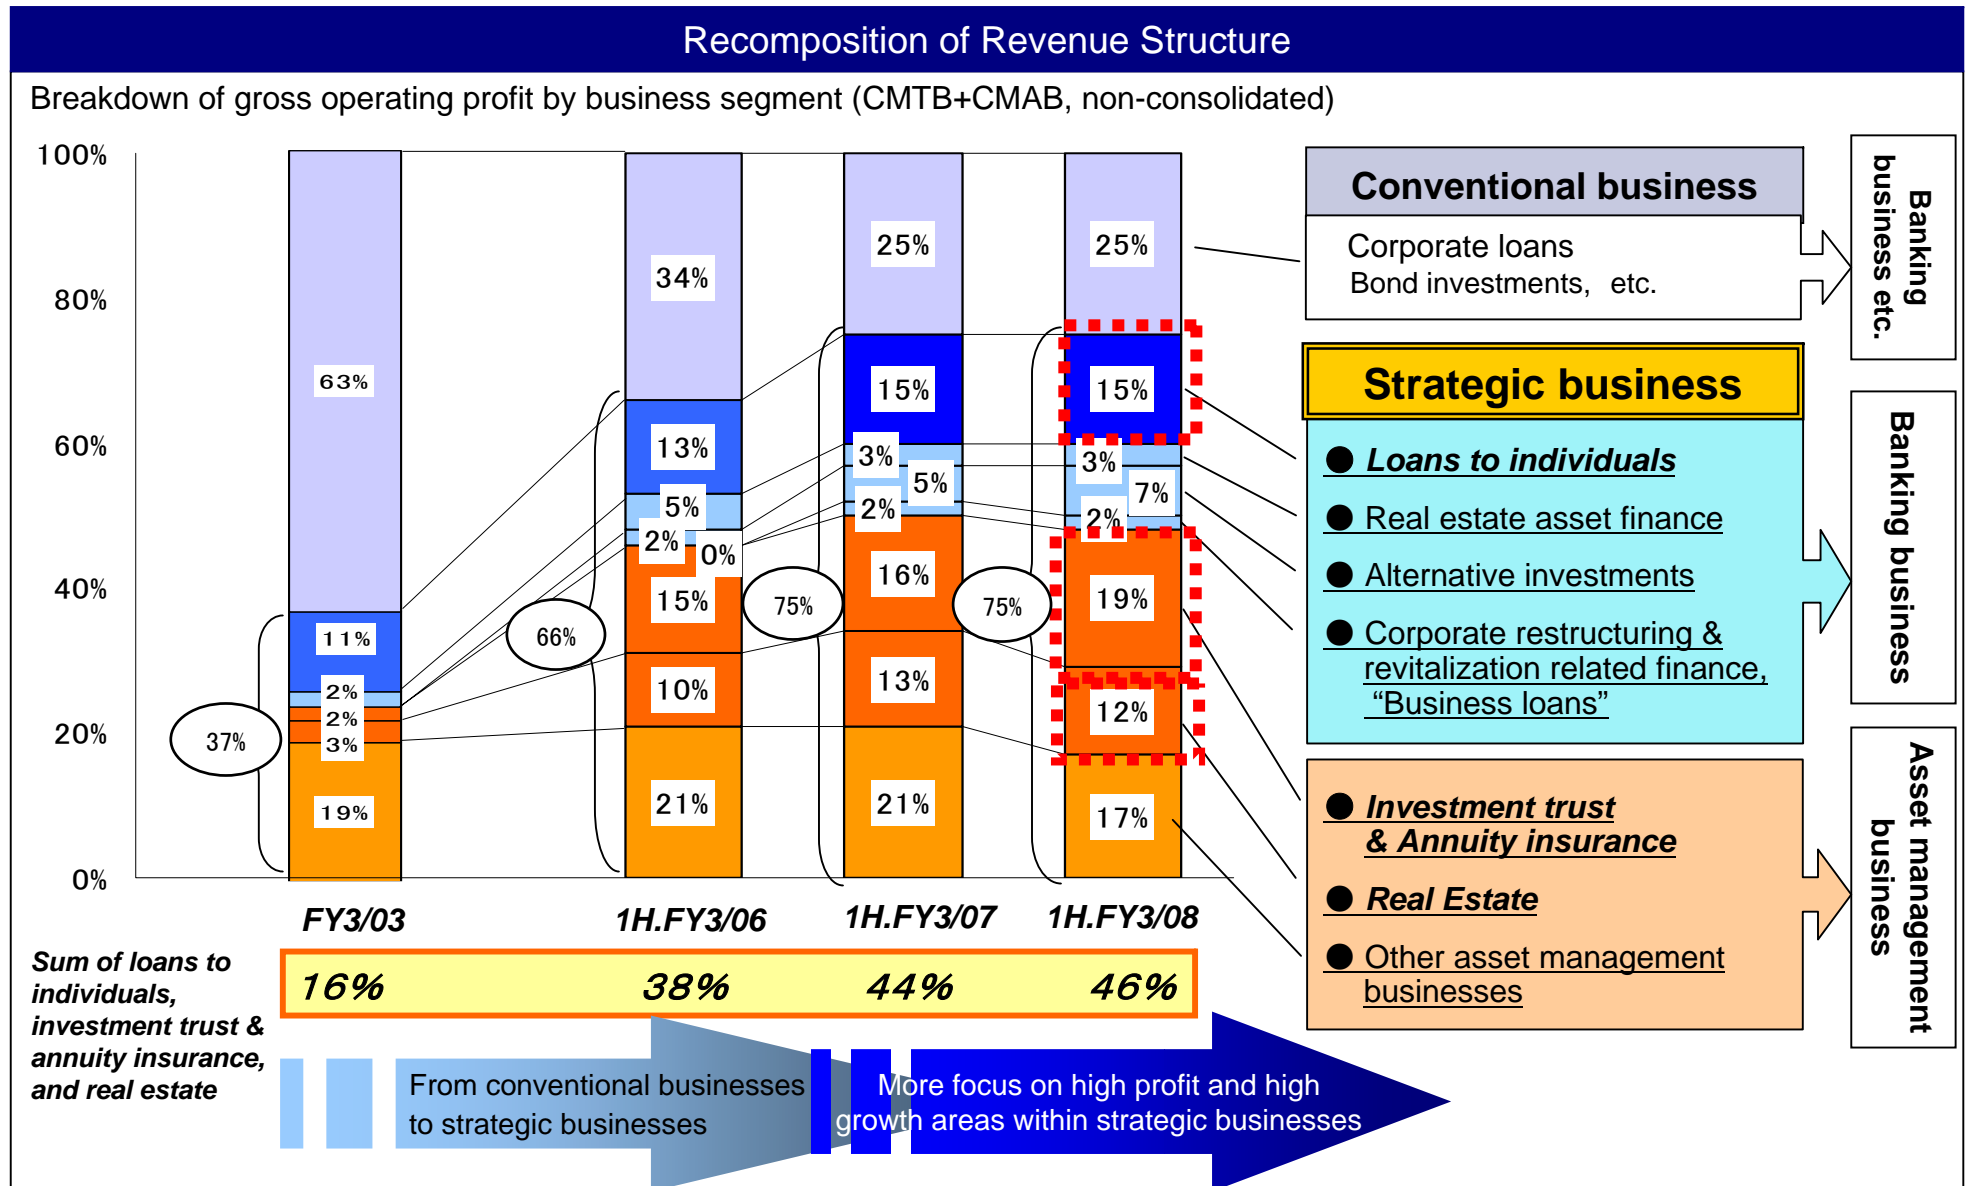 Recomposition of Revenue Structure
Breakdown of gross operating profit by business segment (CMTB+CMAB, non-consolidated)
100%
80%
60%
40%
20%
0%
63%
11%
2%
2%
3%
19%
37%
34%
13%
5%
2%
0%
15%
10%
21%
66%
25%
15%
3%
5%
2%
16%
13%
21%
75%
25%
15%
3%
7%
2%
19%
12%
17%
75%
FY3/03
1H.FY3/06
1H.FY3/07
1H.FY3/08
Conventional business
Corporate loans
Bond investments, etc.
Banking
business etc.
Strategic business
● Loans to individuals
● Real estate asset finance
● Alternative investments
● Corporate restructuring &
revitalization related finance,
“Business loans”
Banking business
● Investment trust
& Annuity insurance
● Real Estate
● Other asset management
businesses
Asset management
business
Sum of loans to
individuals,
investment trust &
annuity insurance,
and real estate
16%
38%
44%
46%
From conventional businesses
to strategic businesses
More focus on high profit and high
growth areas within strategic businesses